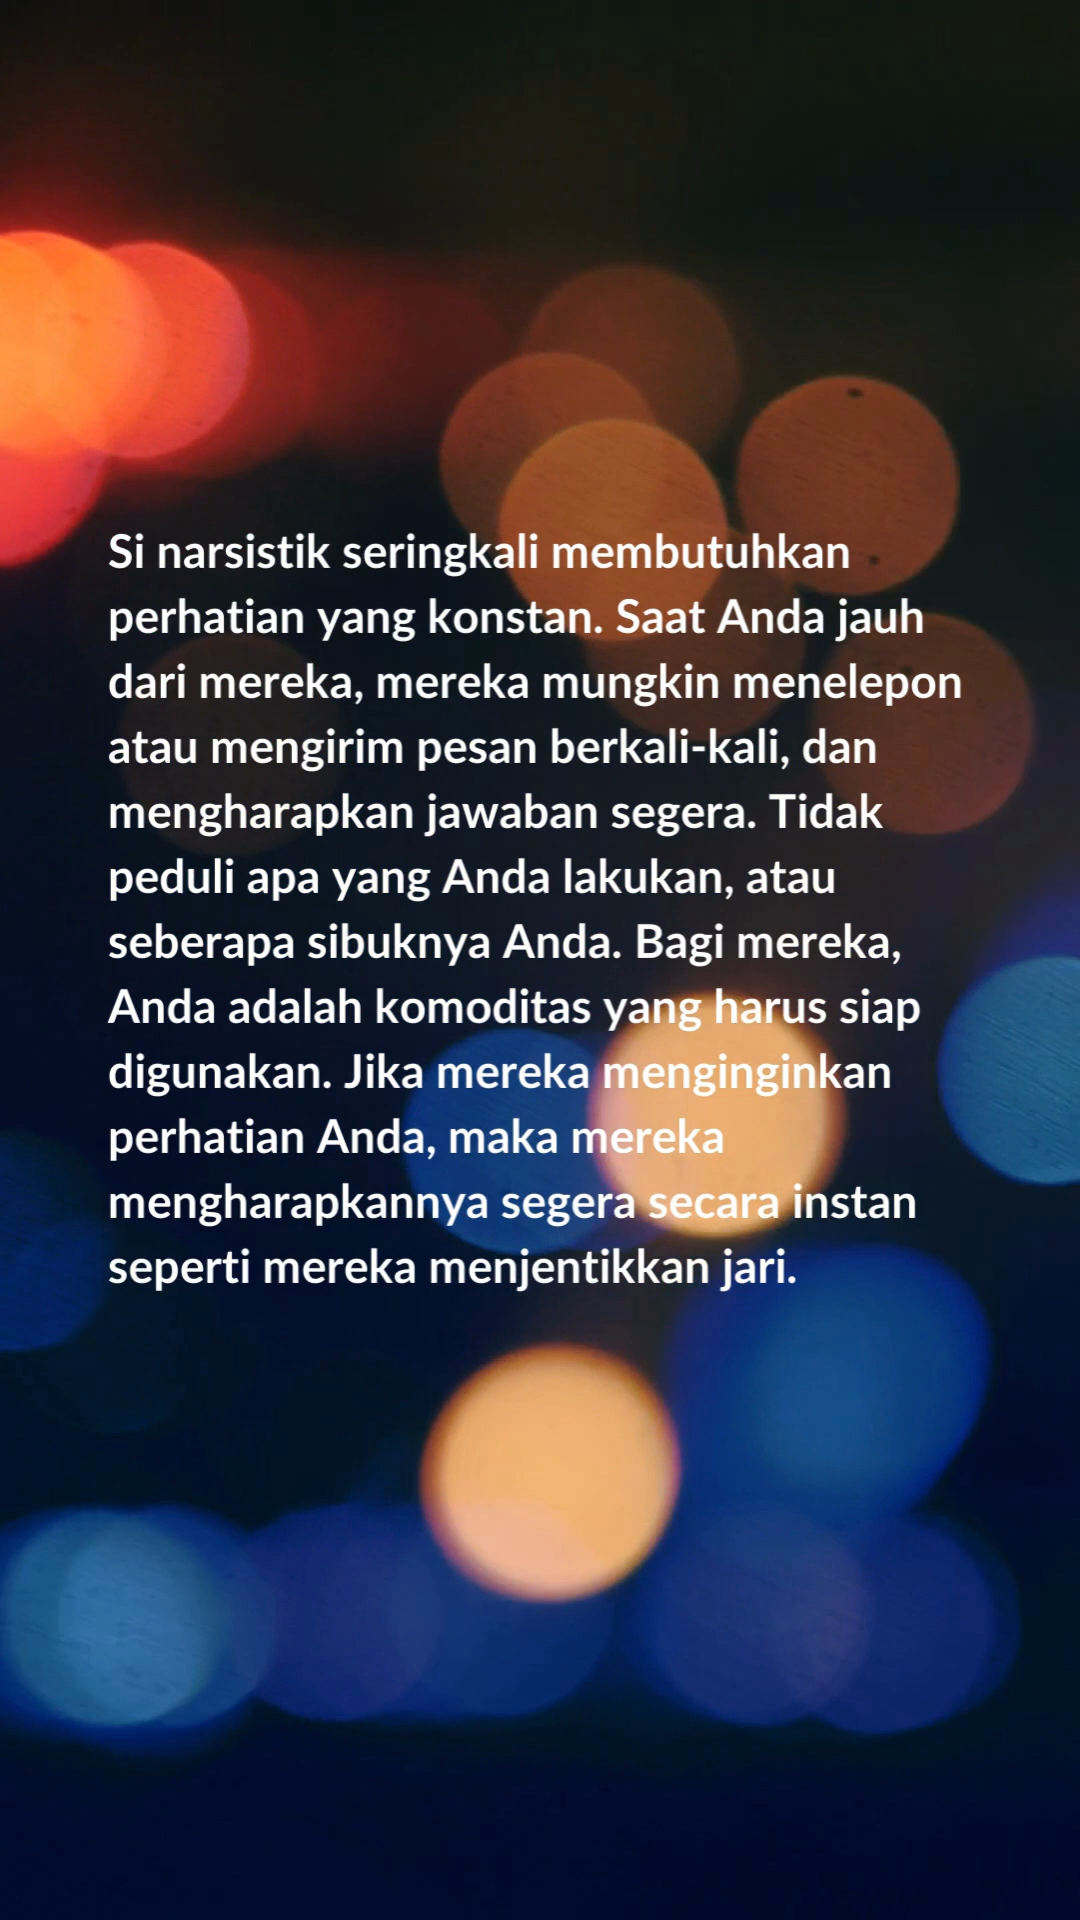 Si narsistik seringkali membutuhkan
perhatian yang konstan. Saat Anda jauh
dari mereka, mereka mungkin menelepon
atau mengirim pesan berkali-kali, dan
mengharapkan jawaban segera. Tidak
peduli apa yang Anda lakukan, atau
seberapa sibuknya Anda. Bagi mereka,
Anda adalah komoditas yang harus siap
digunakan. Jika mereka menginginkan
perhatian Anda, maka mereka
mengharapkannya segera secara instan
seperti mereka menjentikkan jari.